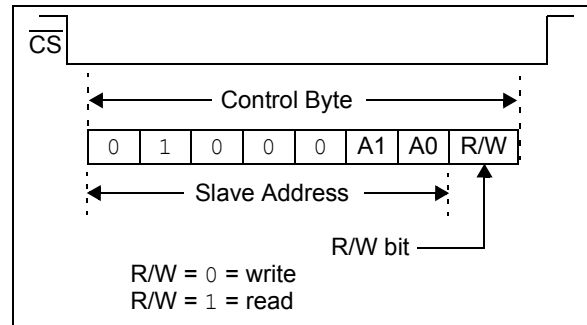 CS
Control Byte
0 1 0 0 0 A1 A0 R/W
Slave Address
R/W bit
R/W = 0 = write
R/W = 1 = read